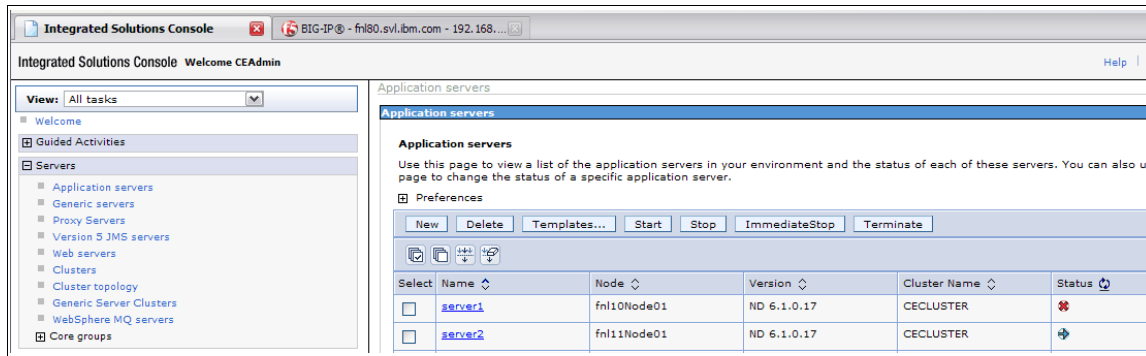 Integrated Solutions Console
BIG-IP® - fnl80.svl.ibm.com - 192.168....
Integrated Solutions Console Welcome CEAdmin
Help
View: All tasks
Welcome
Guided Activities
Servers
Application servers
Generic servers
Proxy Servers
Version 5 JMS servers
Web servers
Clusters
Cluster topology
Generic Server Clusters
WebSphere MQ servers
Core groups
Application servers
Application servers
Application servers
Use this page to view a list of the application servers in your environment and the status of each of these servers. You can also u
page to change the status of a specific application server.
Preferences
New Delete Templates... Start Stop ImmediateStop Terminate
Select Name Node Version Cluster Name Status
server1 fnl10Node01 ND 6.1.0.17 CECLUSTER
server2 fnl11Node01 ND 6.1.0.17 CECLUSTER